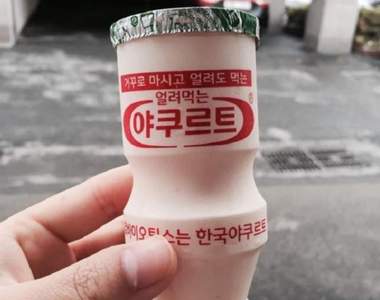 거꾸로 마시고 얼려도 먹는
얼려먹는
야쿠르트
®
는 한국야쿠르트